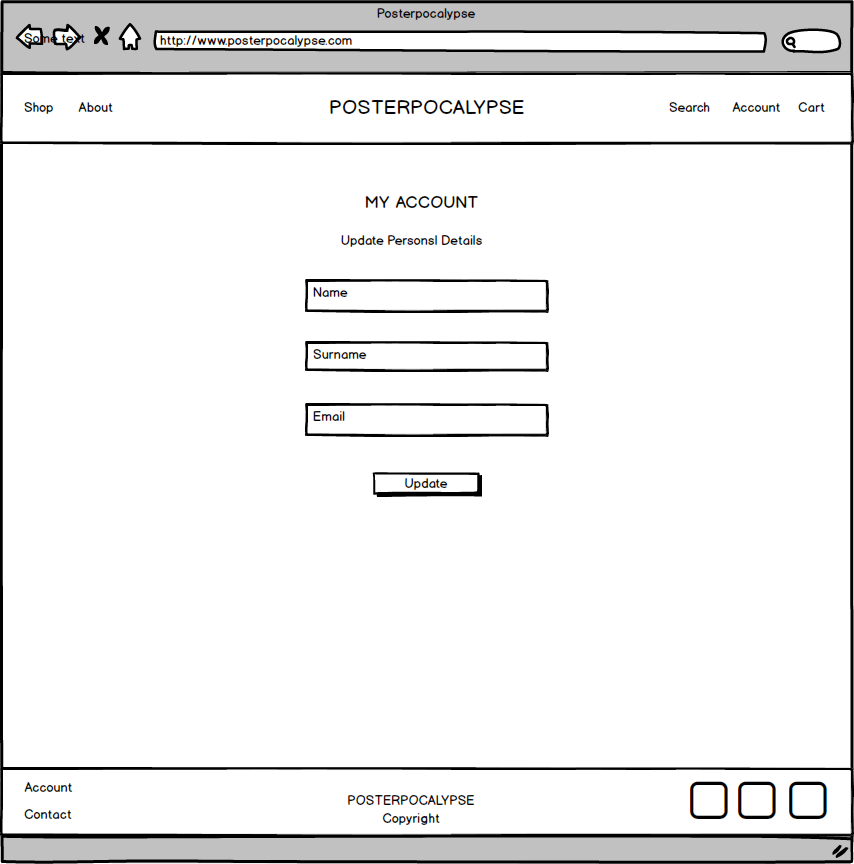 Posterpocalypse
Some text
http://www.posterpocalypse.com
Shop About POSTERPOCALYPSE Search Account Cart
MY ACCOUNT
Update Personsl Details
Name
Surname
Email
Update
Account
Contact
POSTERPOCALYPSE
Copyright